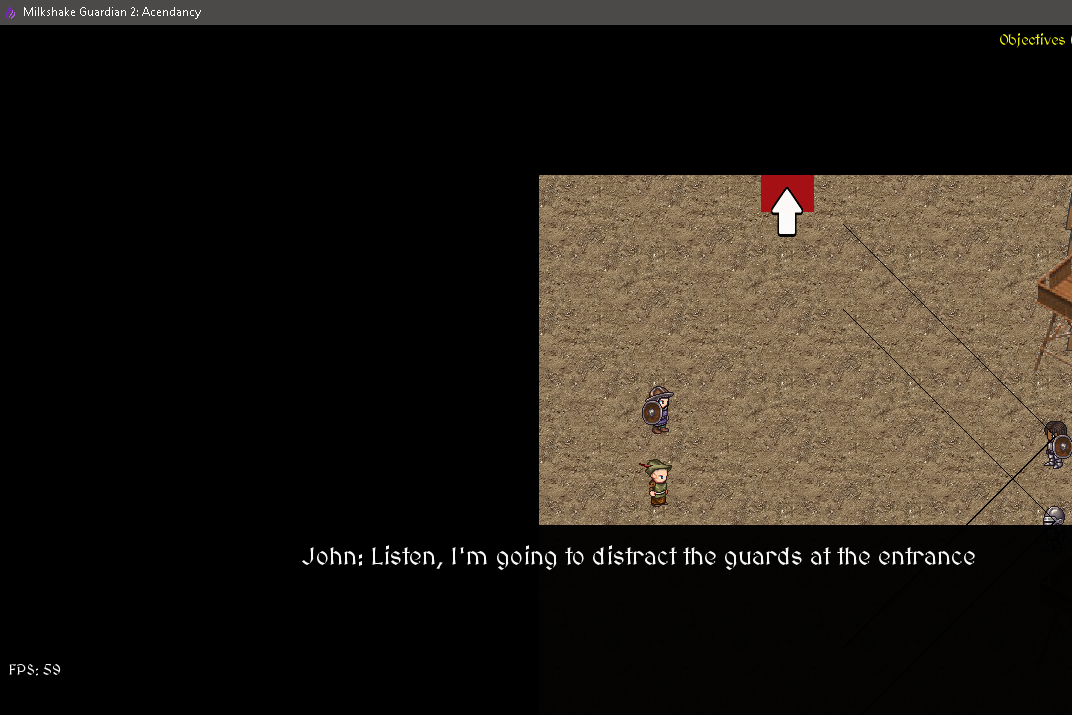 Milkshake Guardian 2: Acendancy
Objectives
John: Listen, I'm going to distract the guards at the entrance
FPS: 59